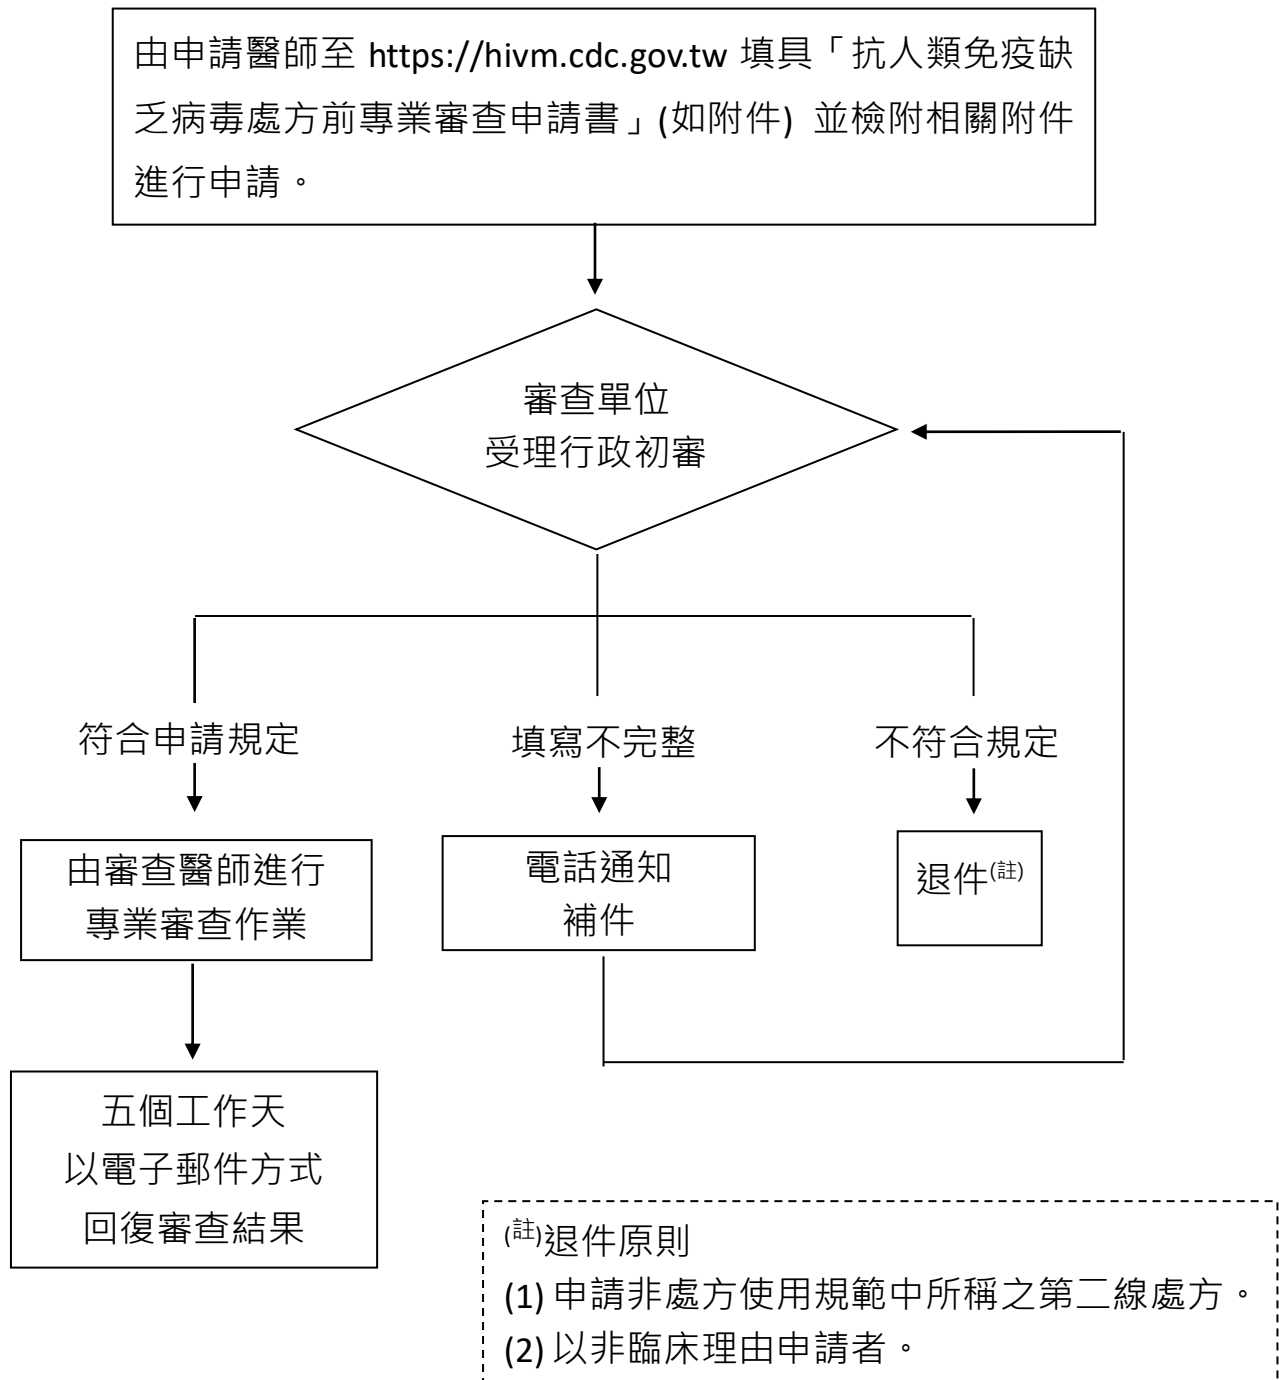 由申請醫師至 https://hivm.cdc.gov.tw 填具「抗人類免疫缺
乏病毒處方前專業審查申請書」(如附件) 並檢附相關附件
進行申請。
審查單位
受理行政初審
符合申請規定
填寫不完整
不符合規定
由審查醫師進行
專業審查作業
電話通知
補件
退件(註)
五個工作天
以電子郵件方式
回復審查結果
(註)退件原則
(1) 申請非處方使用規範中所稱之第二線處方。
(2) 以非臨床理由申請者。